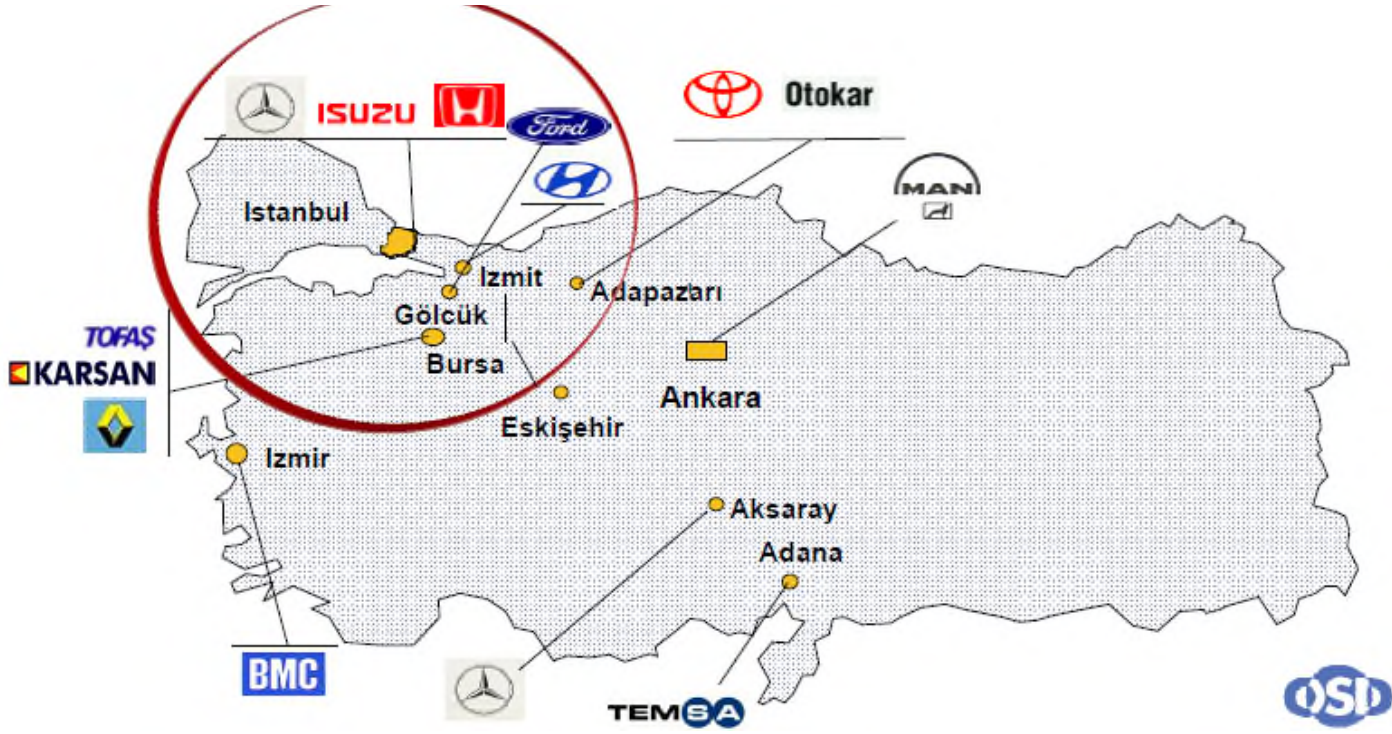 ISUZU
Ford
Otokar
MAN
Istanbul
Izmit
Adapazarı
Gölcük
TOFAŞ
KARSAN
Bursa
Ankara
Eskişehir
Izmir
Aksaray
Adana
BMC
TEMSA
OSD